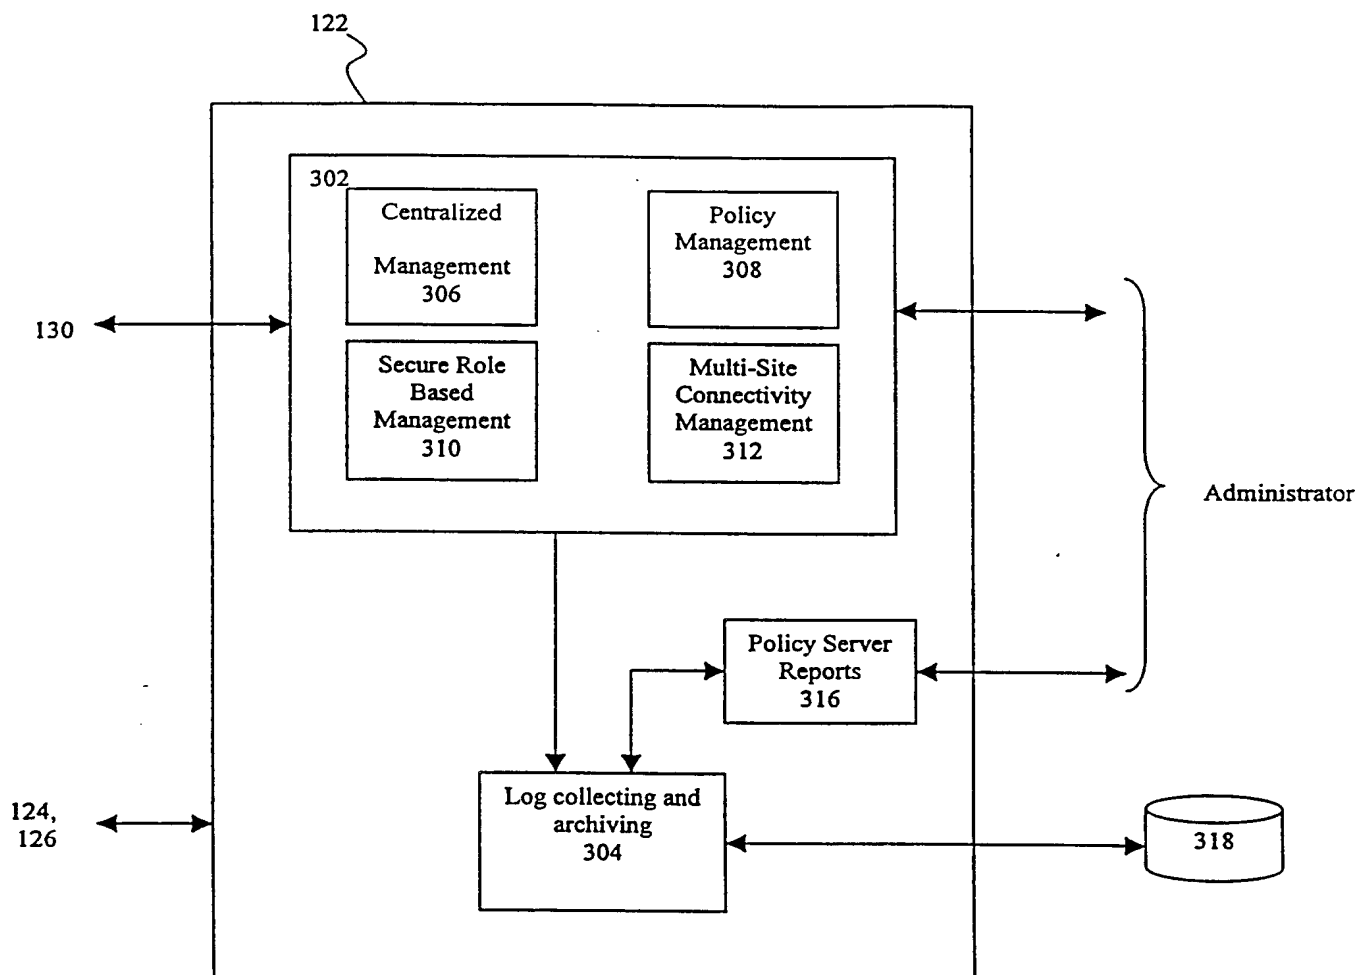 122
302
Centralized
Management
306
Policy
Management
308
130
Secure Role
Based
Management
310
Multi-Site
Connectivity
Management
312
Administrator
Policy Server
Reports
316
Log collecting and
archiving
304
124,
126
318